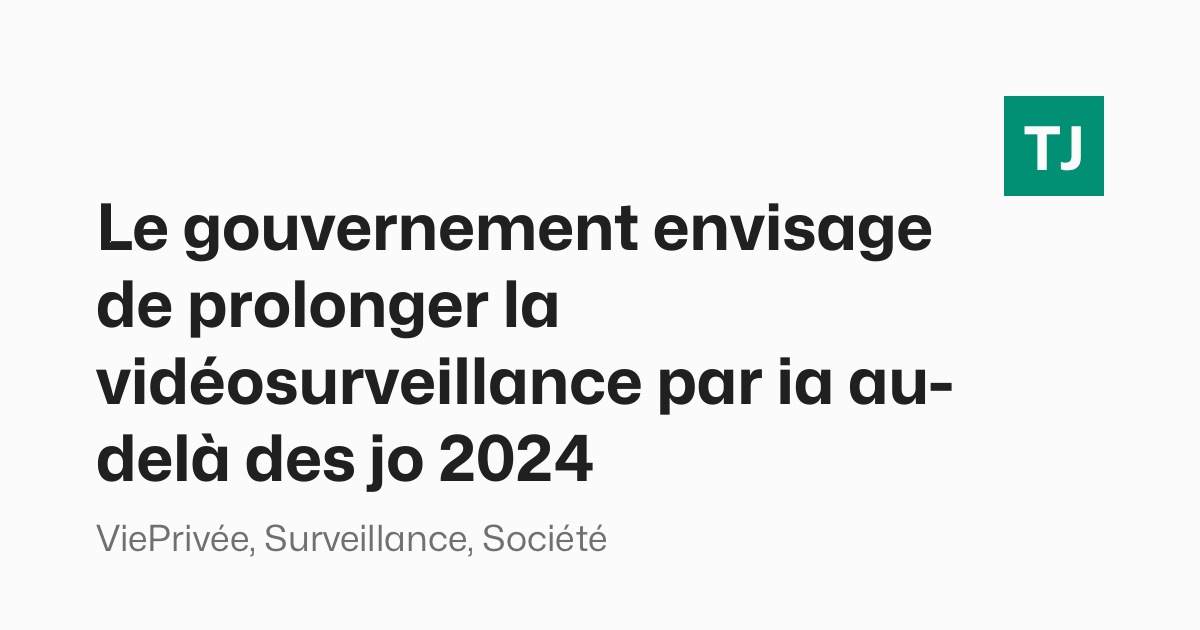 TJ
Le gouvernement envisage
de prolonger la
vidéosurveillance par ia au-
delà des jo 2024
ViePrivée, Surveillance, Société